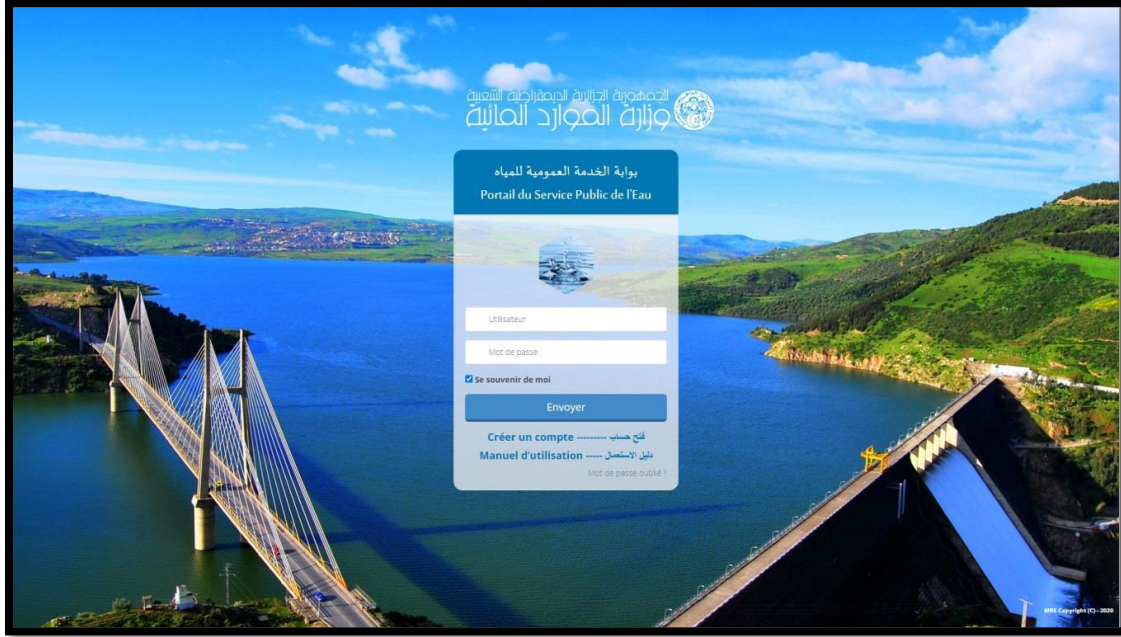 الجمهورية الجزائرية الديمقراطية الشعبية
وزارة الموارد المائية
بوابة الخدمة العمومية للمياه
Portail du Service Public de l'Eau
Utilisateur
Mot de passe
Se souvenir de moi
Envoyer
Créer un compte --------- فتح حساب
Manuel d'utilisation ----- دليل الاستعمال
Mot de passe oublié ?
MRE Copyright (C) - 2020